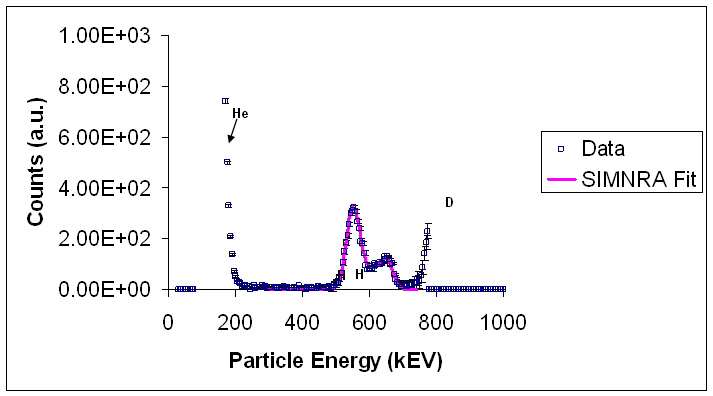 1.00E+03
8.00E+02
6.00E+02
4.00E+02
2.00E+02
0.00E+00
Counts (a.u.)
He
H
H
D
0 200 400 600 800 1000
Particle Energy (kEV)
Data
SIMNRA Fit